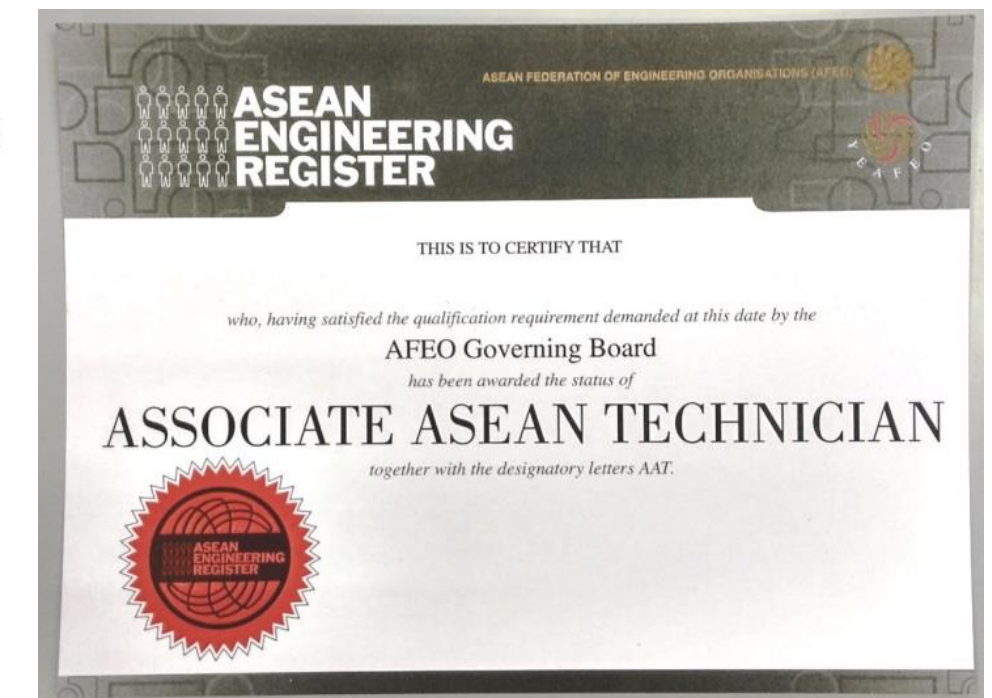 ASEAN FEDERATION OF ENGINEERING ORGANISATIONS (AFEO)
ASEAN
ENGINEERING
REGISTER
YEAFEO
THIS IS TO CERTIFY THAT
who, having satisfied the qualification requirement demanded at this date by the
AFEO Governing Board
has been awarded the status of
ASSOCIATE ASEAN TECHNICIAN
together with the designatory letters AAT.
ASEAN
ENGINEERING
REGISTER